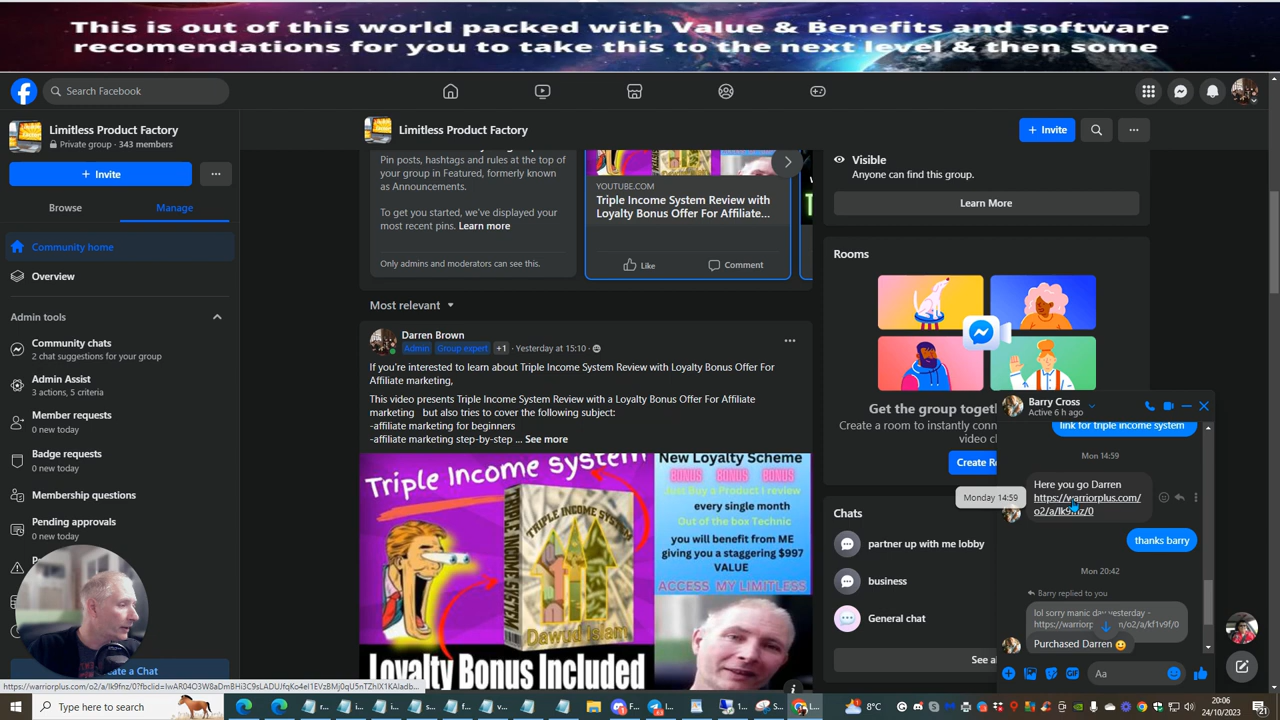 This is out of this world packed with Value & Benefits and software
recomendations for you to take this to the next level & then some
Search Facebook
Limitless Product Factory
Private group · 343 members
+ Invite
Browse
Manage
Community home
Overview
Admin tools
Community chats
2 chat suggestions for your group
Admin Assist
3 actions, 5 criteria
Member requests
0 new today
Badge requests
0 new today
Membership questions
Pending approvals
0 new today
e a Chat
Limitless Product Factory
+ Invite
Pin posts, hashtags and rules at the top of
your group in Featured, formerly known
as Announcements.
To get you started, we've displayed your
most recent pins. Learn more
Only admins and moderators can see this.
YOUTUBE.COM
Triple Income System Review with
Loyalty Bonus Offer For Affiliate...
Like
Comment
Most relevant
Darren Brown
Admin Group expert +1 · Yesterday at 15:10 ·
If you're interested to learn about Triple Income System Review with Loyalty Bonus Offer For
Affiliate marketing,
This video presents Triple Income System Review with a Loyalty Bonus Offer For Affiliate
marketing but also tries to cover the following subject:
-affiliate marketing for beginners
-affiliate marketing step-by-step ... See more
Triple Income system
TRIPLE INCOME SYSTEM
Dawud Islam
Loyalty Bonus Included
New Loyalty Scheme
BONUS BONUS BONUS
Just Buy a Product I review
every single month
Out of the box Technic
you will benefit from ME
giving you a staggering $997
VALUE
ACCESS MY LIMITLESS
Visible
Anyone can find this group.
Learn More
Rooms
Get the group togeth
Create a room to instantly conn
video ch
Create Ro
Chats
partner up with me lobby
business
General chat
See al
Barry Cross
Active 6 h ago
link for triple income system
Mon 14:59
Monday 14:59
Here you go Darren
https://warriorplus.com/
o2/a/lk9fnz/0
thanks barry
Mon 20:42
Barry replied to you
lol sorry manic day yesterday -
https://warriorp m/o2/a/kf1v9f/0
Purchased Darren
Aa
https://warriorplus.com/o2/a/lk9fnz/0?fbclid=
Type here to search
8°C
20:06
24/10/2023